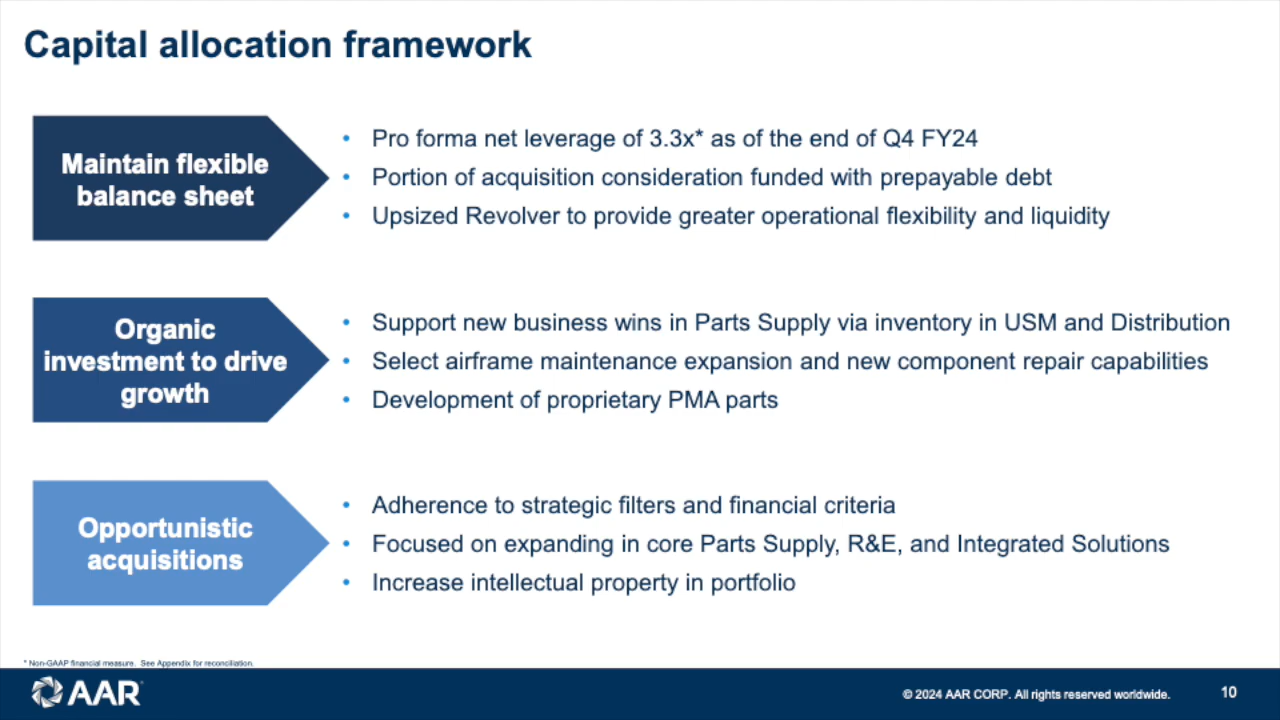 Capital allocation framework
Maintain flexible
balance sheet
• Pro forma net leverage of 3.3x* as of the end of Q4 FY24
• Portion of acquisition consideration funded with prepayable debt
• Upsized Revolver to provide greater operational flexibility and liquidity
Organic
investment to drive
growth
• Support new business wins in Parts Supply via inventory in USM and Distribution
• Select airframe maintenance expansion and new component repair capabilities
• Development of proprietary PMA parts
Opportunistic
acquisitions
• Adherence to strategic filters and financial criteria
• Focused on expanding in core Parts Supply, R&E, and Integrated Solutions
• Increase intellectual property in portfolio
* Non-GAAP financial measure. See Appendix for reconciliation.
AAR
© 2024 AAR CORP. All rights reserved worldwide.
10